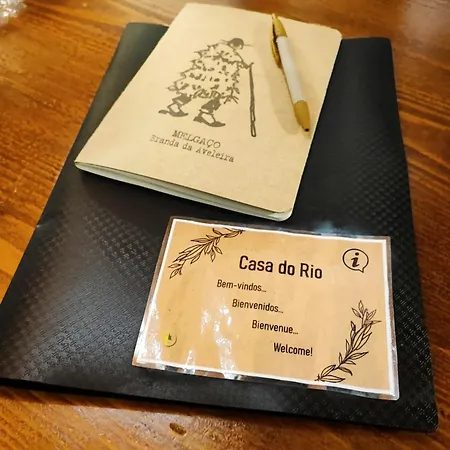 MELGAÇO
Branda da Aveleira
Casa do Rio
i
Bem-vindos...
Bienvenidos...
Bienvenue...
Welcome!